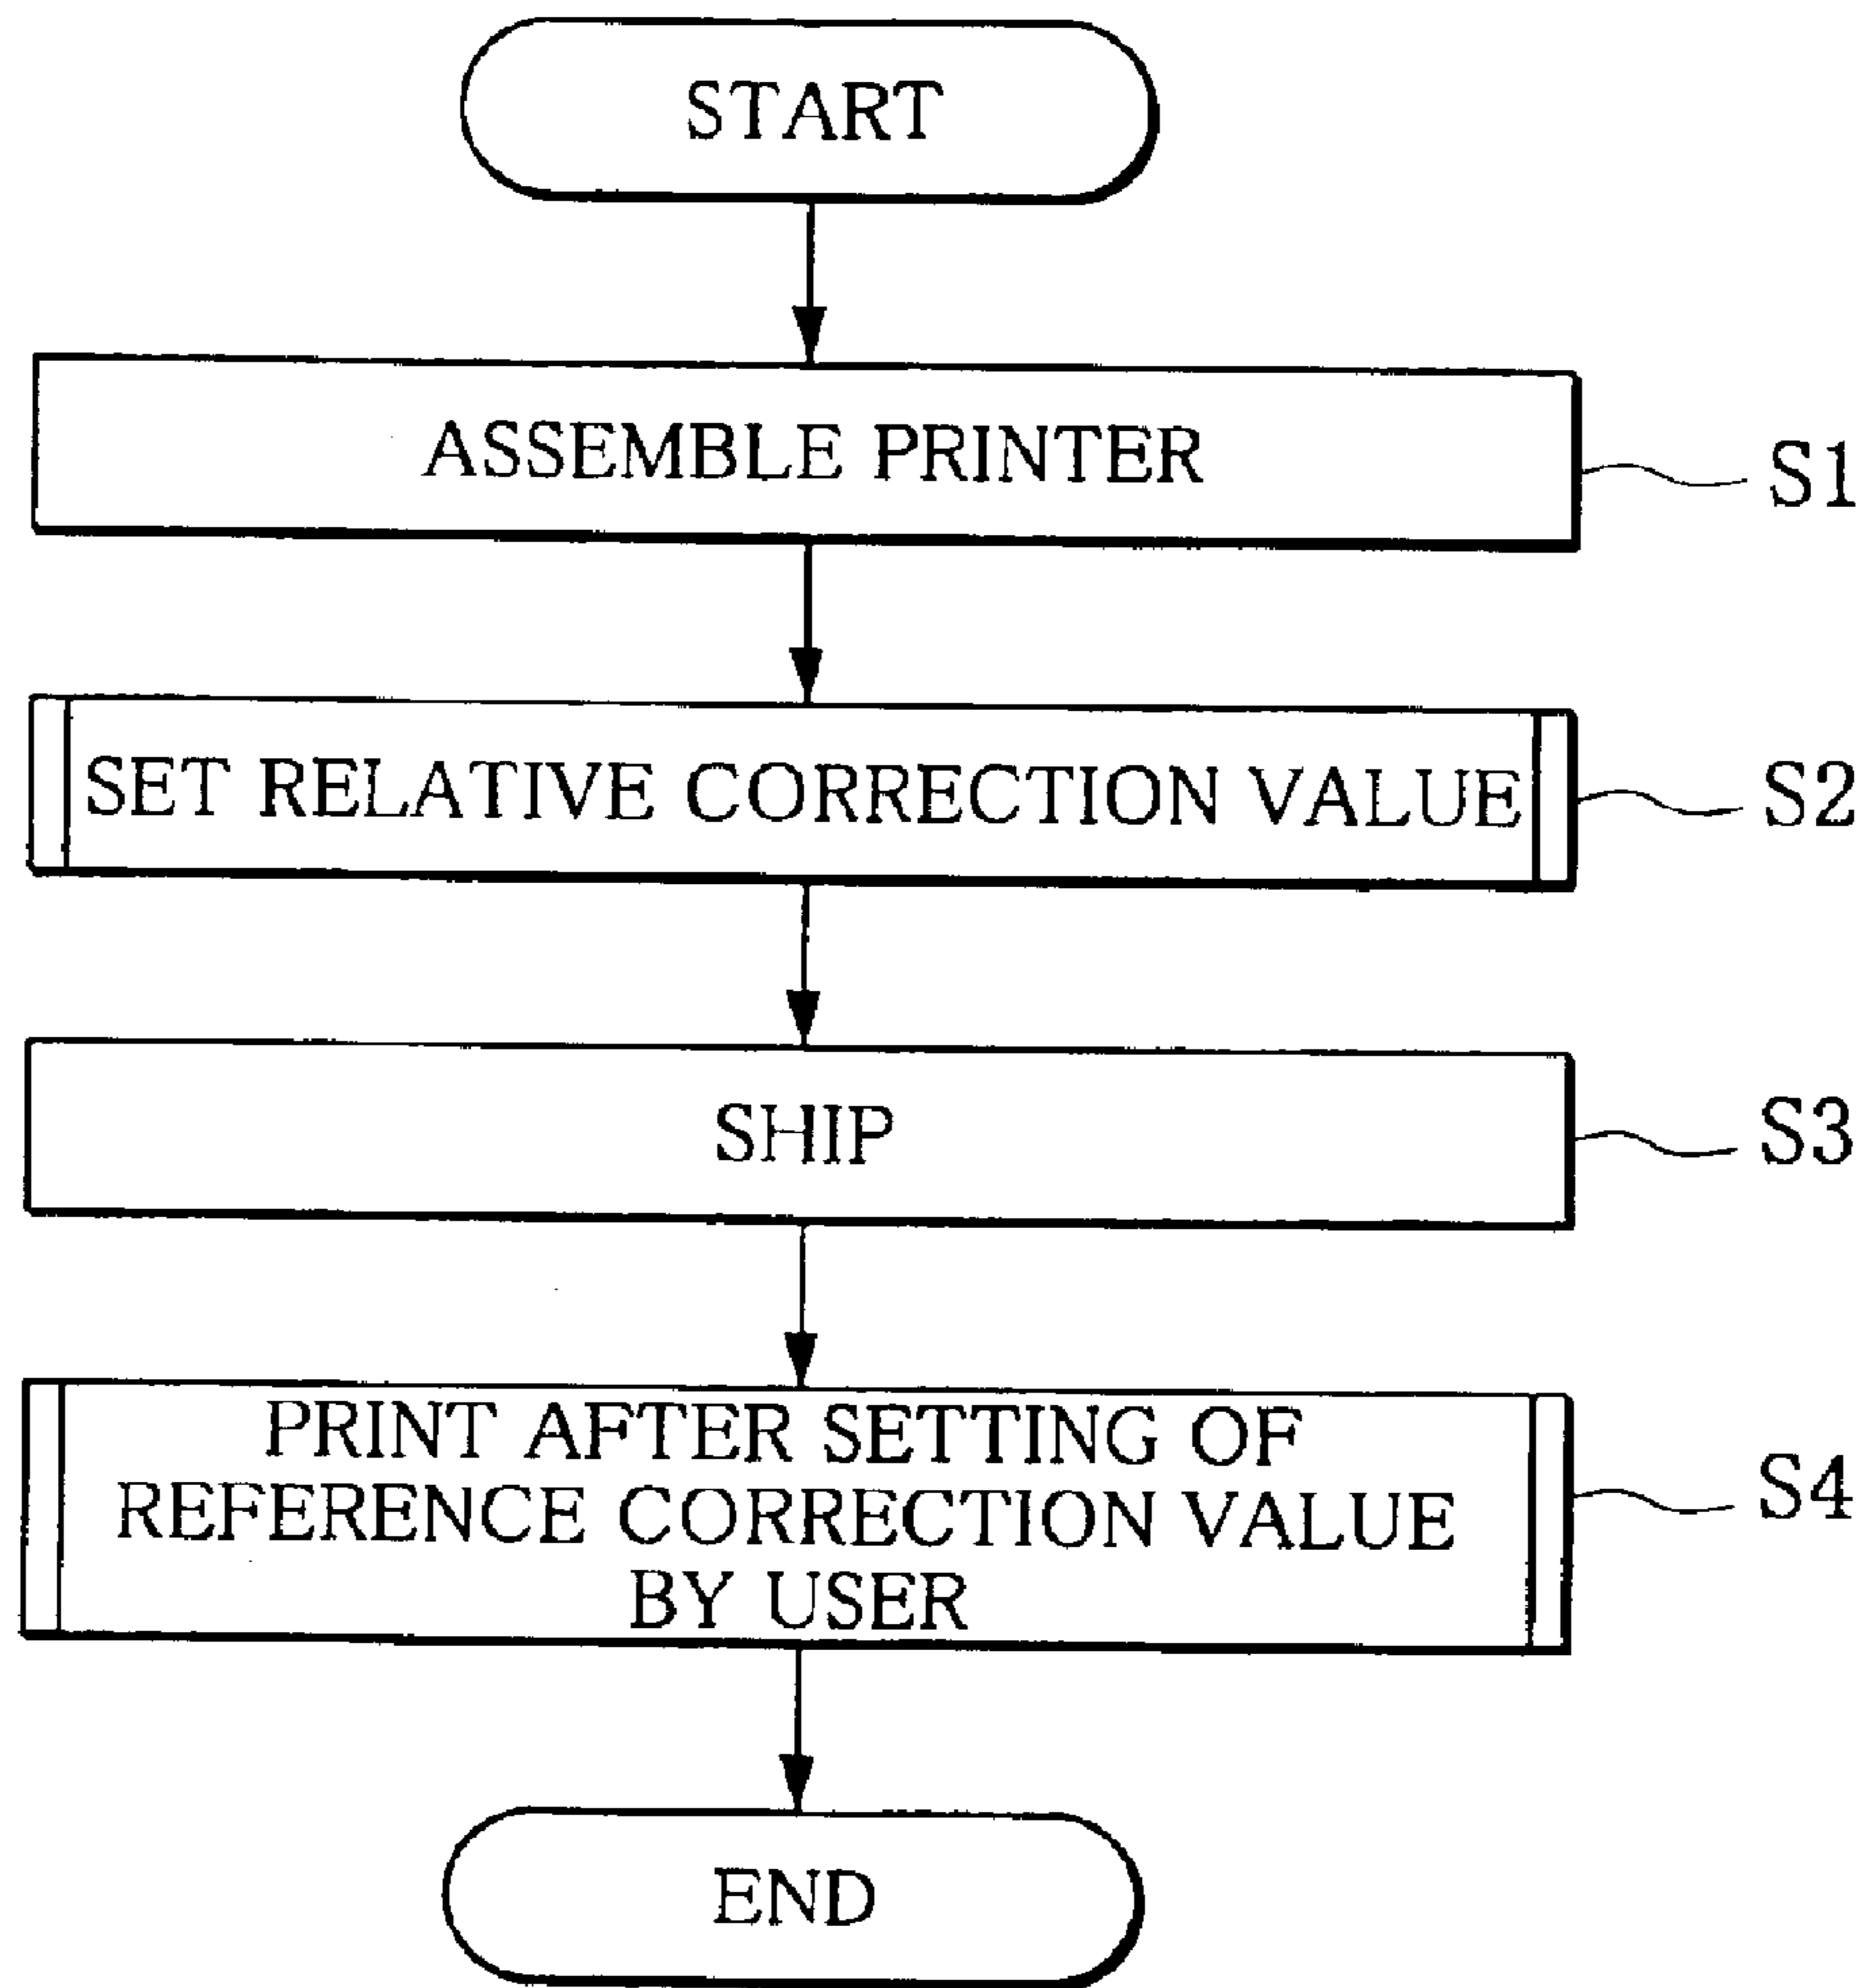 START
ASSEMBLE PRINTER
S1
SET RELATIVE CORRECTION VALUE
S2
SHIP
S3
PRINT AFTER SETTING OF
REFERENCE CORRECTION VALUE
BY USER
S4
END